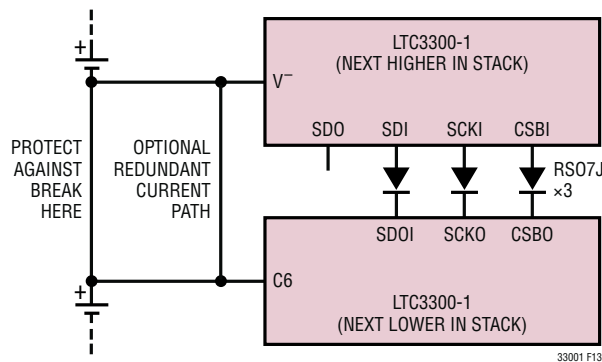 LTC3300-1
(NEXT HIGHER IN STACK)
+
V–
SDO SDI SCKI CSBI
PROTECT
AGAINST
BREAK
HERE
OPTIONAL
REDUNDANT
CURRENT
PATH
RSO7J
×3
SDOI SCKO CSBO
+
C6
LTC3300-1
(NEXT LOWER IN STACK)
33001 F13